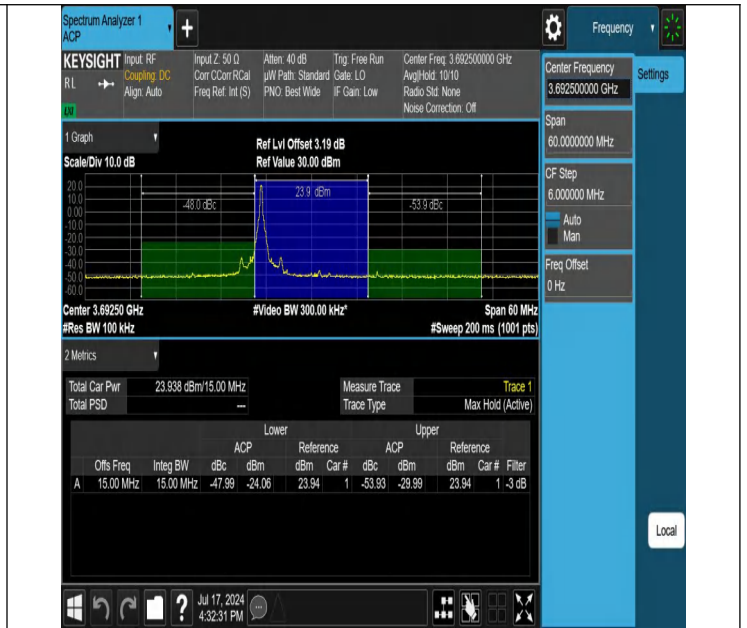 Spectrum Analyzer 1
ACP
+
Frequency
KEYSIGHT
RL
Input: RF
Coupling: DC
Align: Auto
Input Z: 50 Ω
Corr CCorr RCal
Freq Ref: Int (S)
Atten: 40 dB
µW Path: Standard
PNO: Best Wide
Trig: Free Run
Gate: LO
IF Gain: Low
Center Freq: 3.692500000 GHz
Avg|Hold: 10/10
Radio Std: None
Noise Correction: Off
Center Frequency
3.692500000 GHz
Settings
Span
60.0000000 MHz
CF Step
6.000000 MHz
Auto
Man
Freq Offset
0 Hz
1 Graph
Scale/Div 10.0 dB
Ref Lvl Offset 3.19 dB
Ref Value 30.00 dBm
20.0
10.0
0.00
-10.0
-20.0
-30.0
-40.0
-50.0
-60.0
-48.0 dBc
23.9 dBm
-53.9 dBc
Center 3.69250 GHz
#Video BW 300.00 kHz*
Span 60 MHz
#Res BW 100 kHz
#Sweep 200 ms (1001 pts)
2 Metrics
Total Car Pwr 23.938 dBm/15.00 MHz
Total PSD ---
Measure Trace Trace 1
Trace Type Max Hold (Active)
Lower Upper
ACP Reference ACP Reference
Offs Freq Integ BW dBc dBm dBm Car # dBc dBm dBm Car # Filter
A 15.00 MHz 15.00 MHz -47.99 -24.06 23.94 1 -53.93 -29.99 23.94 1 -3 dB
Local
?
Jul 17, 2024
4:32:31 PM